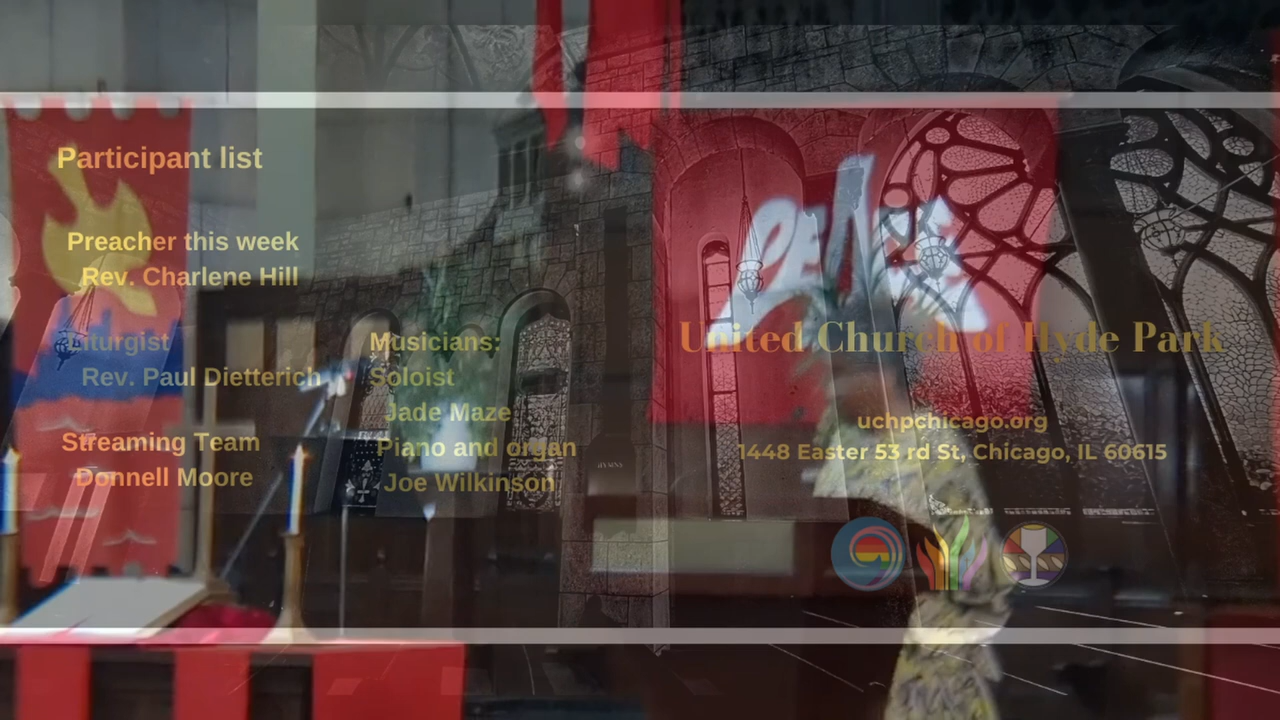 Participant list
Preacher this week
Rev. Charlene Hill
Liturgist
Rev. Paul Dietterich
Streaming Team
Donnell Moore
Musicians:
Soloist
Jade Maze
Piano and organ
Joe Wilkinson
PEACE
United Church of Hyde Park
uchpchicago.org
1448 Easter 53 rd St, Chicago, IL 60615